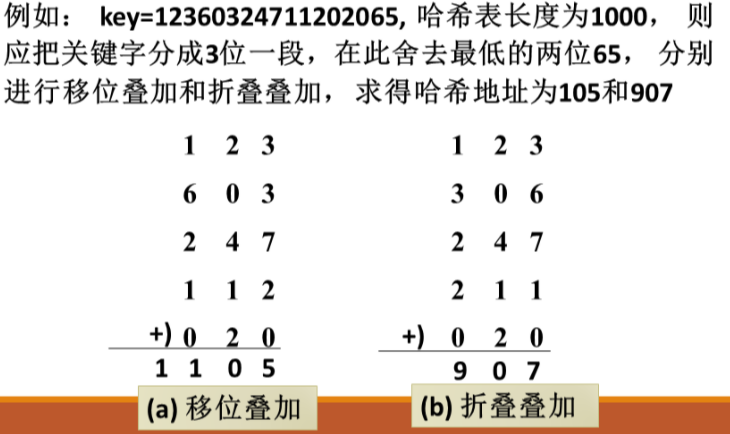 例如： key=12360324711202065, 哈希表长度为1000， 则
应把关键字分成3位一段，在此舍去最低的两位65， 分别
进行移位叠加和折叠叠加， 求得哈希地址为105和907
1 2 3
6 0 3
2 4 7
1 1 2
+) 0 2 0
1 1 0 5
(a) 移位叠加
1 2 3
3 0 6
2 4 7
2 1 1
+) 0 2 0
9 0 7
(b) 折叠叠加